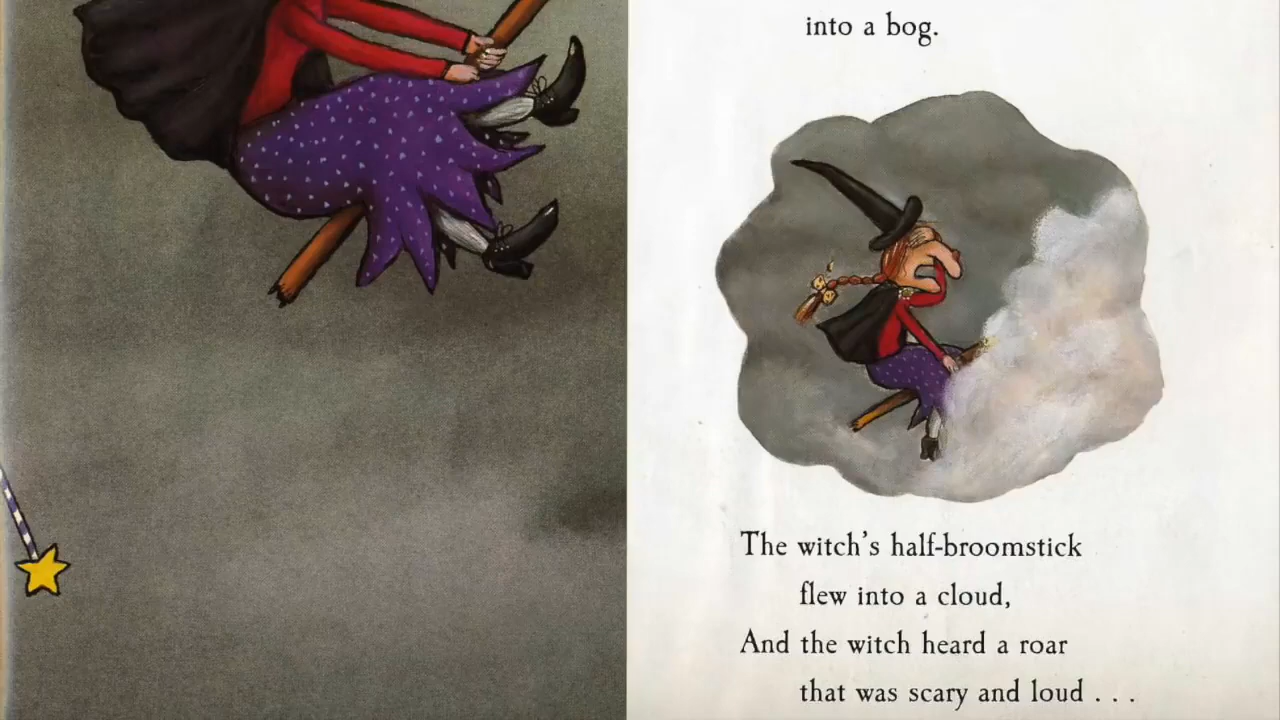 into a bog.
The witch's half-broomstick
flew into a cloud,
And the witch heard a roar
that was scary and loud . . .